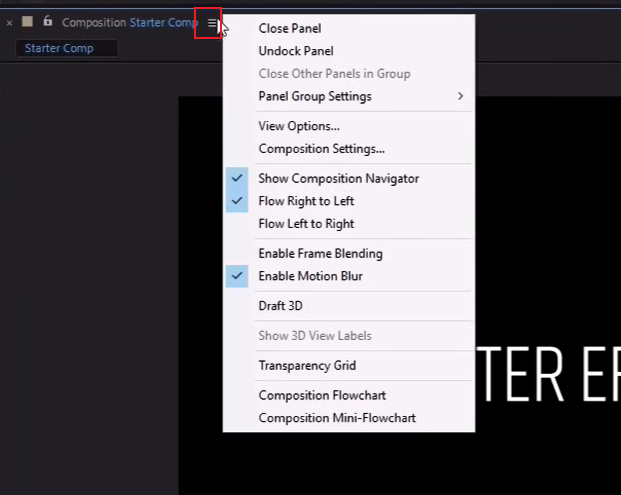 Composition Starter Comp
Starter Comp
Close Panel
Undock Panel
Close Other Panels in Group
Panel Group Settings
View Options...
Composition Settings...
Show Composition Navigator
Flow Right to Left
Flow Left to Right
Enable Frame Blending
Enable Motion Blur
Draft 3D
Show 3D View Labels
Transparency Grid
Composition Flowchart
Composition Mini-Flowchart
TER EF